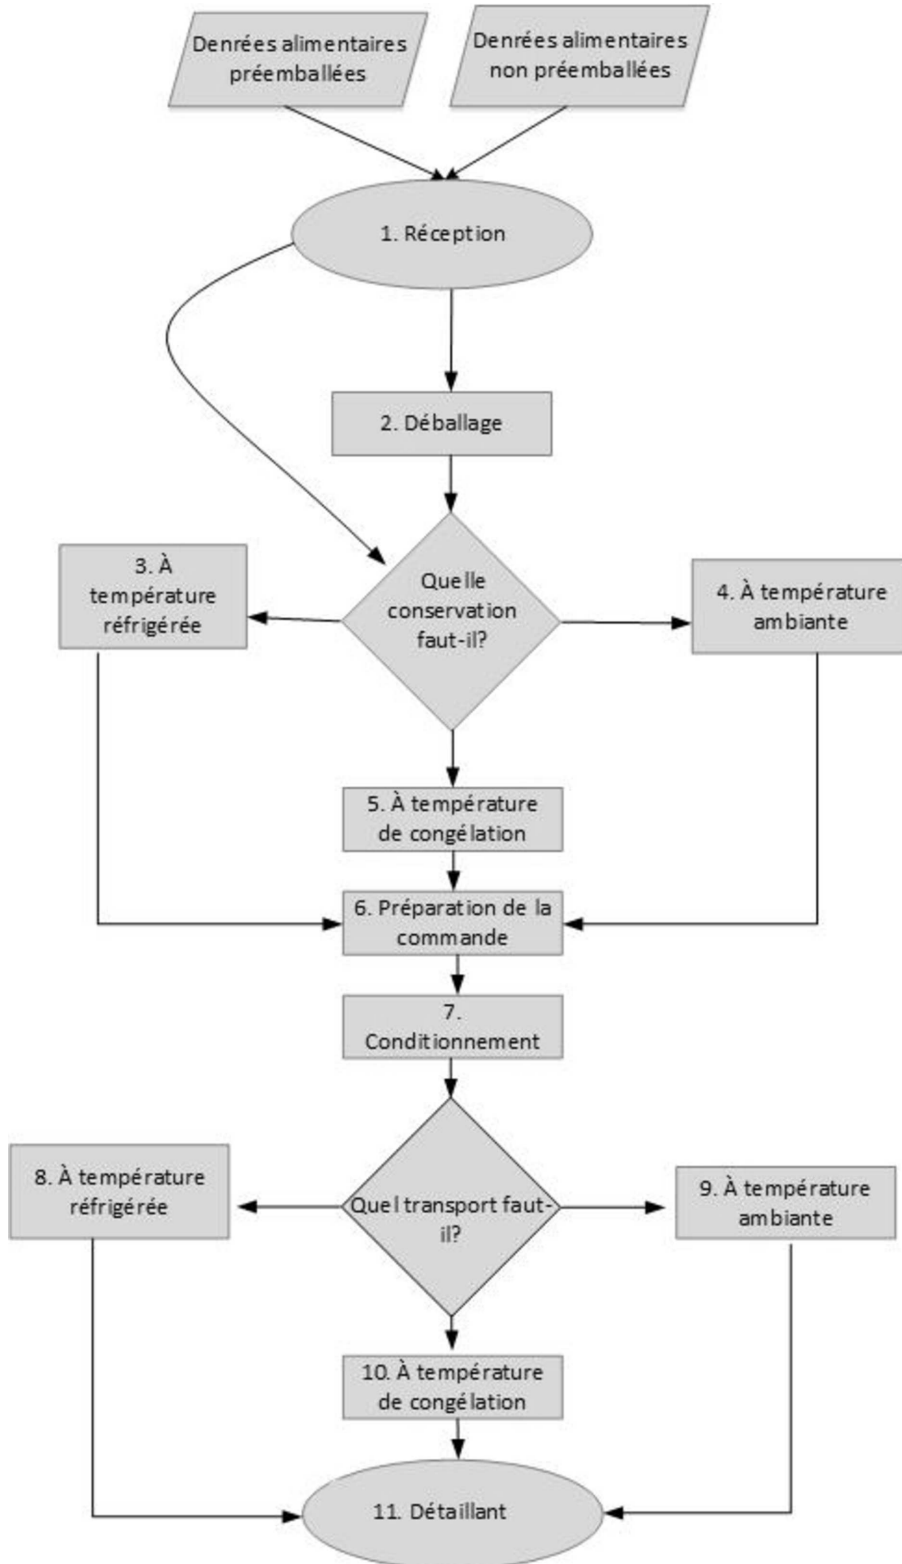 Denrées alimentaires
préemballées
Denrées alimentaires
non préemballées
1. Réception
2. Déballage
Quelle
conservation
faut-il?
3. À
température
réfrigérée
4. À température
ambiante
5. À température
de congélation
6. Préparation de la
commande
7.
Conditionnement
Quel transport faut-
il?
8. À température
réfrigérée
9. À température
ambiante
10. À température
de congélation
11. Détaillant